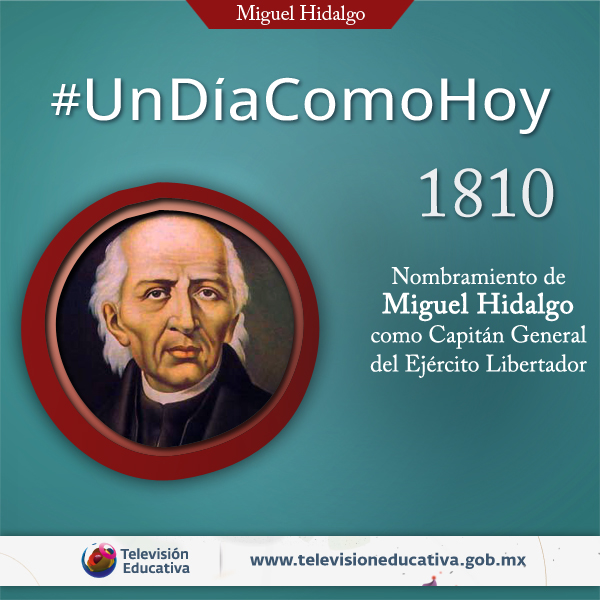 Miguel Hidalgo
#UnDíaComoHoy
1810
Nombramiento de
Miguel Hidalgo
como Capitán General
del Ejército Libertador
Televisión
Educativa
www.televisioneducativa.gob.mx